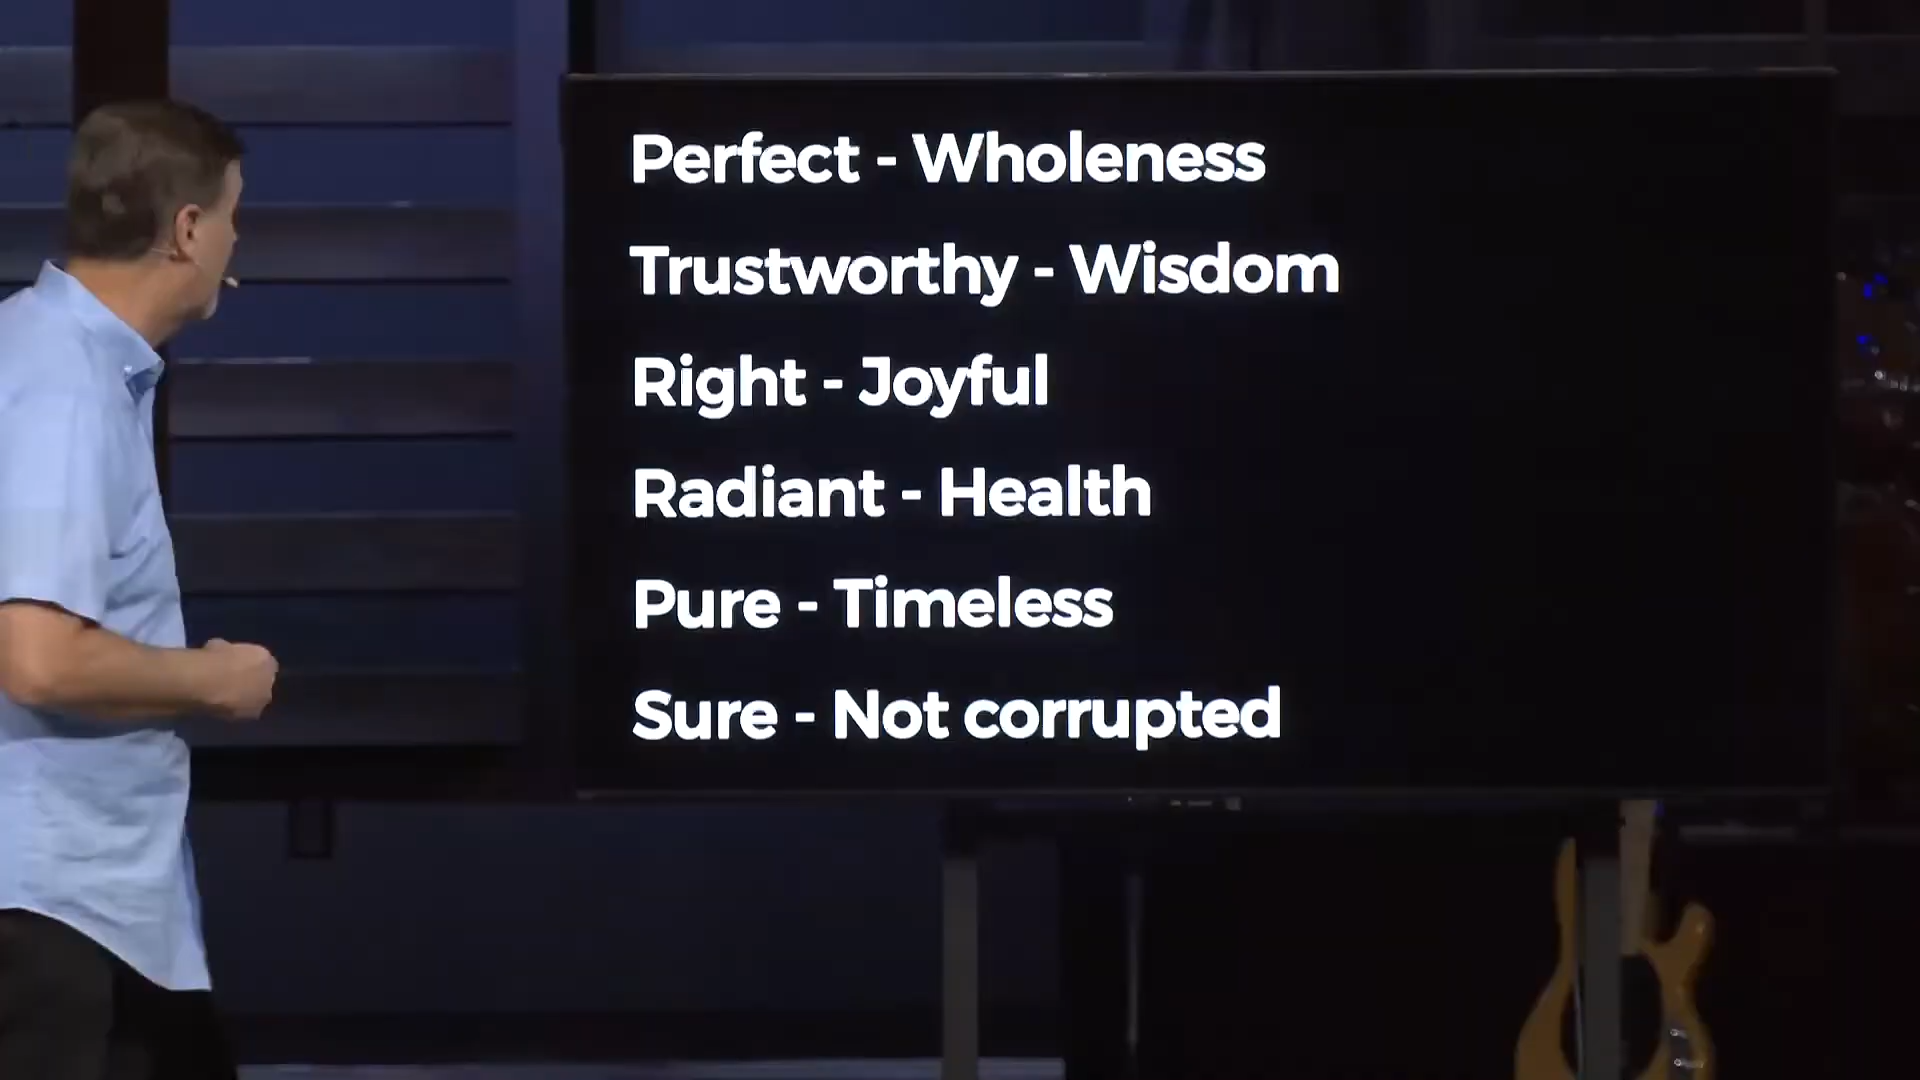 Perfect - Wholeness
Trustworthy - Wisdom
Right - Joyful
Radiant - Health
Pure - Timeless
Sure - Not corrupted